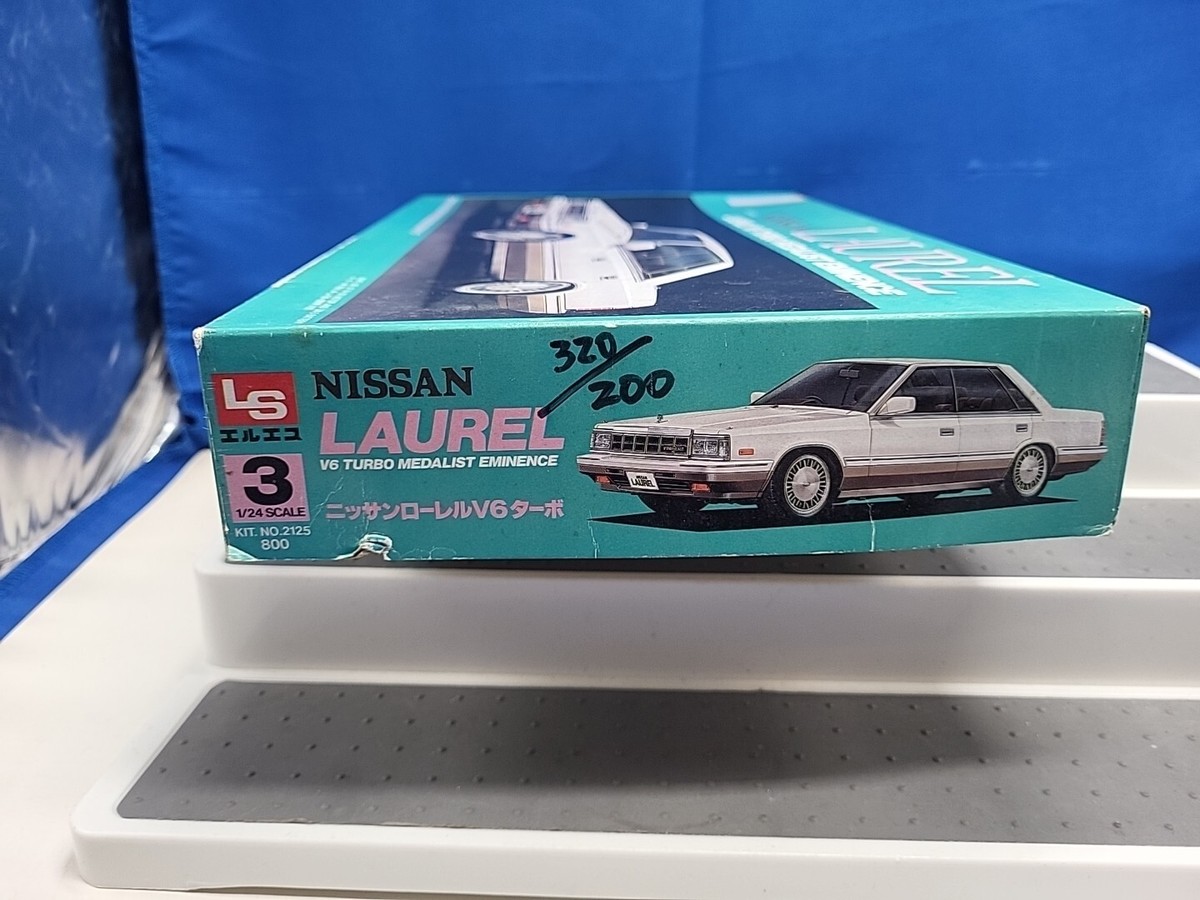 LAUREL
LS
エルエス
3
1/24 SCALE
KIT. NO.2125
800
NISSAN
LAUREL
V6 TURBO MEDALIST EMINENCE
ニッサンローレルV6ターボ
320/200
LAUREL